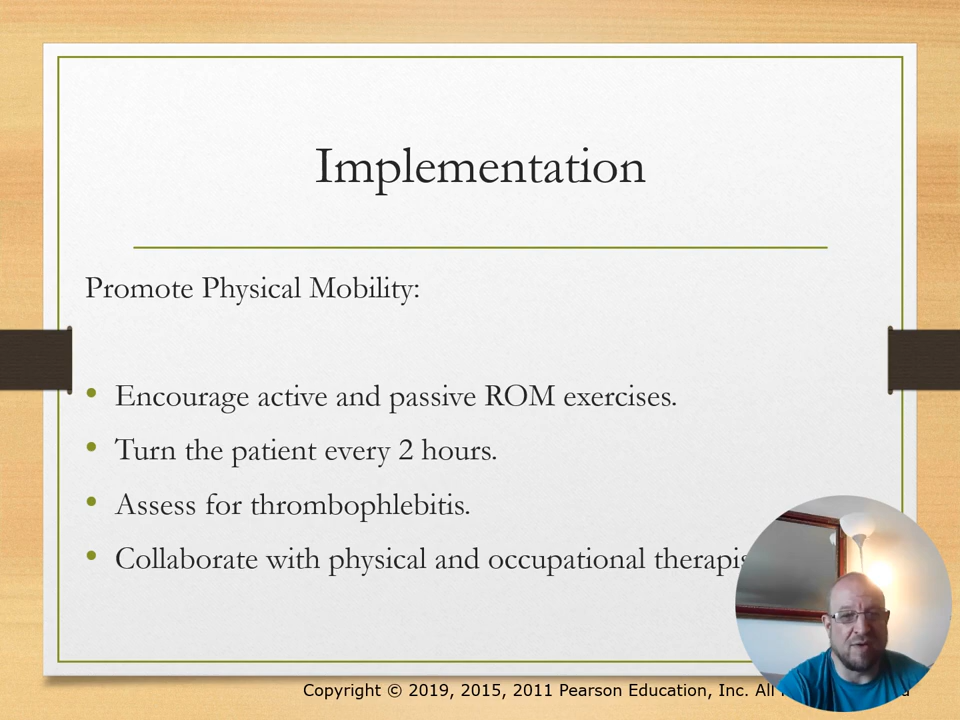 Implementation
Promote Physical Mobility:
• Encourage active and passive ROM exercises.
• Turn the patient every 2 hours.
• Assess for thrombophlebitis.
• Collaborate with physical and occupational
Copyright © 2019, 2015, 2011 Pearson Education, Inc. All